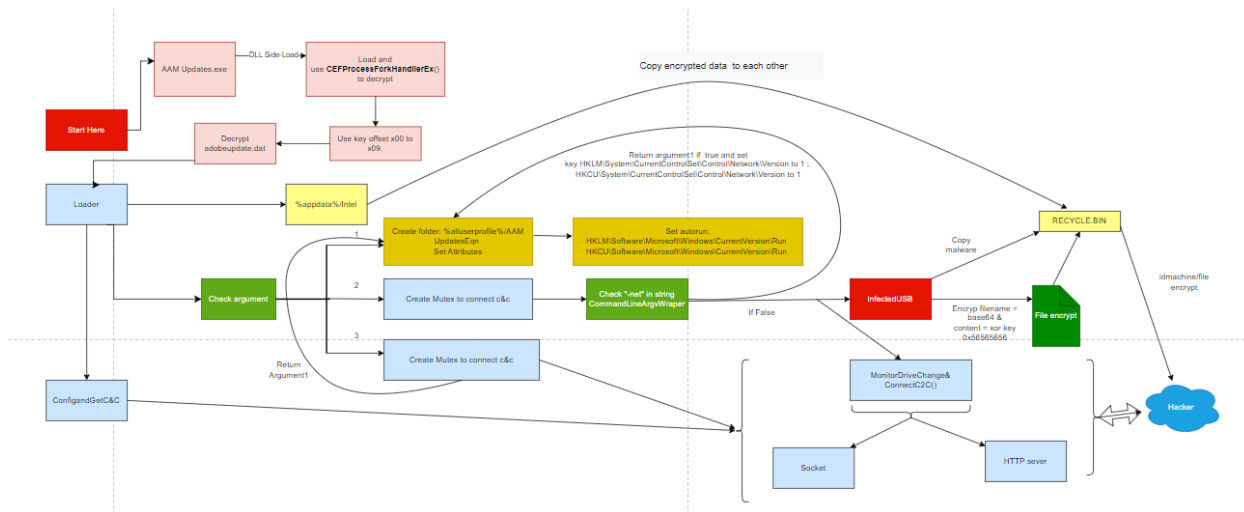 Start Here
AAM Updates.exe
DLL Side-Load
Load and
use CEFProcessForkHandlerEx()
to decrypt
Use key offset x00 to
x09.
Decrypt
adobeupdate.dat
Loader
%appdata%/Intel
Copy encrypted data to each other
Return argument1 if true and set
key HKLM\System\CurrentControlSet\Control\Network\Version to 1 ;
HKCU\System\CurrentControlSet\Control\Network\Version to 1
1
Create folder: %alluserprofile%/AAM
UpdatesEqn
Set Attributes
Set autorun:
HKLM\Software\Microsoft\Windows\CurrentVersion\Run
HKCU\Software\Microsoft\Windows\CurrentVersion\Run
RECYCLE.BIN
Check argument
2
Create Mutex to connect c&c
Check "-net" in string
CommandLineArgvWraper
If False
InfectedUSB
Copy
malware
Encryp filename =
base64 &
content = xor key
0x56565656
File encrypt
idmachine/file
encrypt
3
Create Mutex to connect c&c
Return
Argument1
ConfigandGetC&C
MonitorDriveChange&
ConnectC2C()
Socket
HTTP sever
Hacker